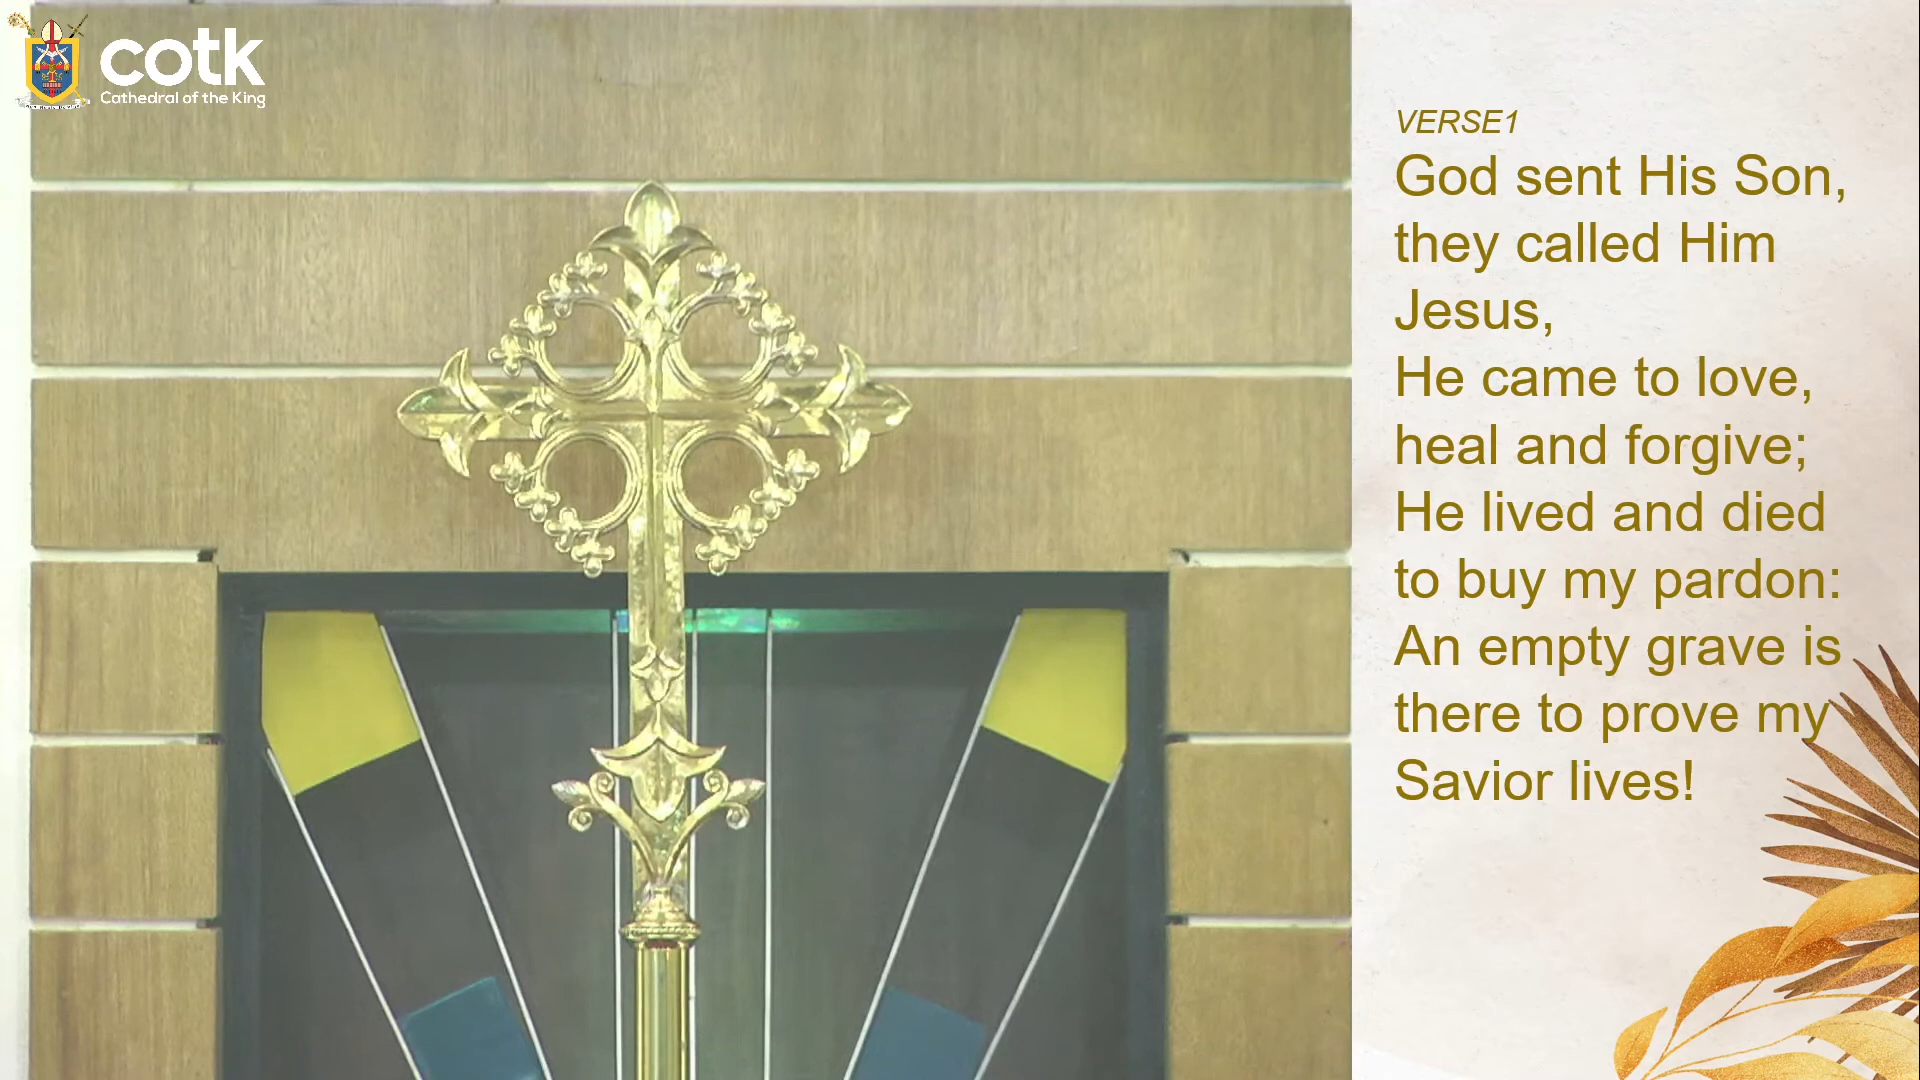 cotk
Cathedral of the King
VERSE1
God sent His Son,
they called Him
Jesus,
He came to love,
heal and forgive;
He lived and died
to buy my pardon:
An empty grave is
there to prove my
Savior lives!